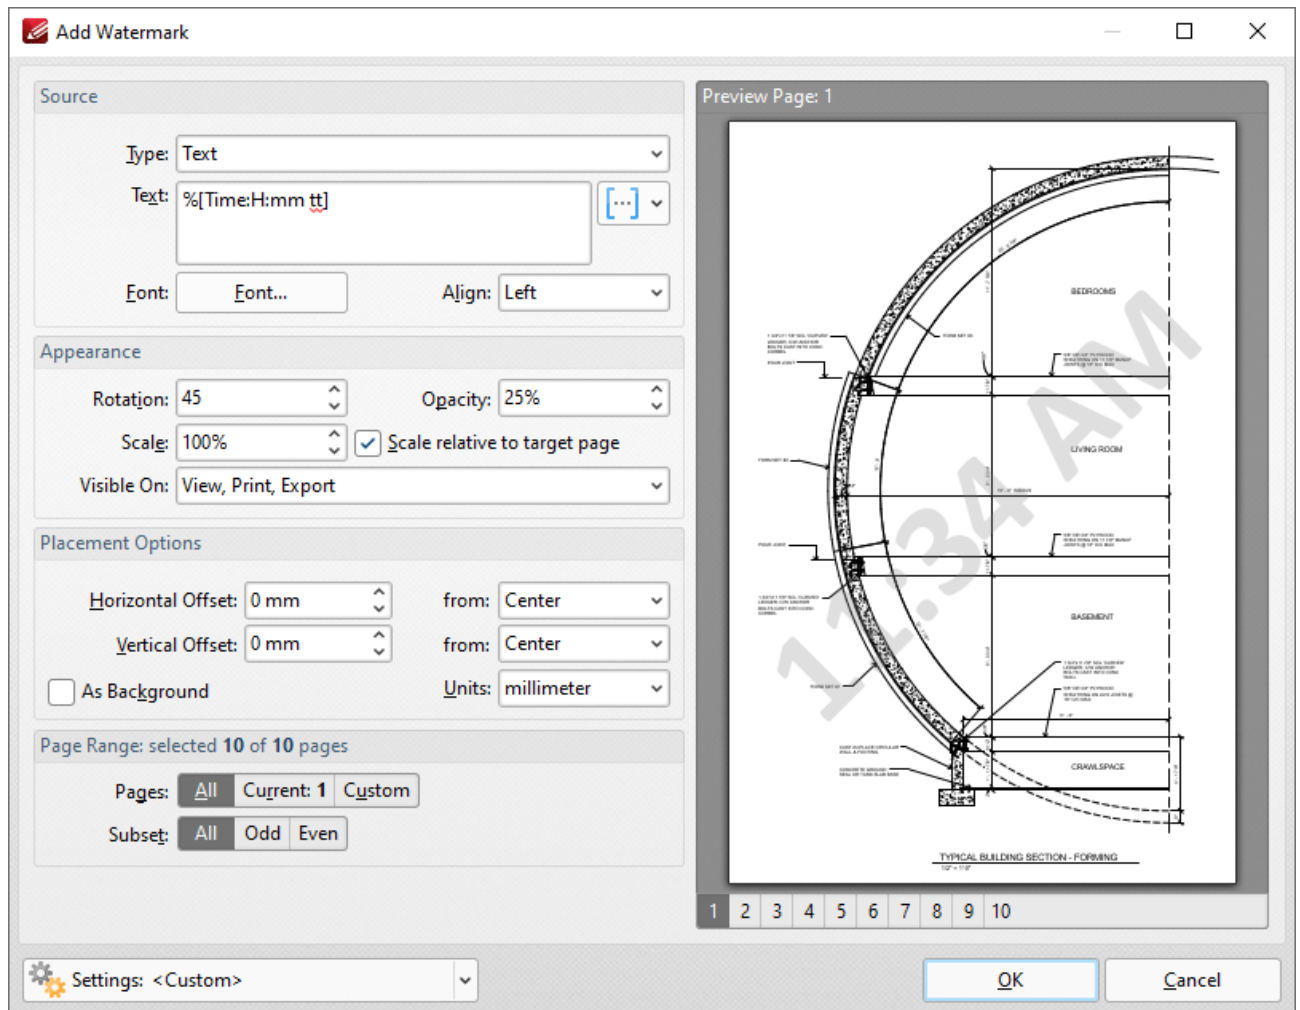 Add Watermark
Source
Type: Text
Text: %[Time:H:mm tt]
[...]
Font: Font...
Align: Left
Appearance
Rotation: 45
Opacity: 25%
Scale: 100%
Scale relative to target page
Visible On: View, Print, Export
Placement Options
Horizontal Offset: 0 mm
from: Center
Vertical Offset: 0 mm
from: Center
As Background
Units: millimeter
Page Range: selected 10 of 10 pages
Pages: All Current: 1 Custom
Subset: All Odd Even
Settings: <Custom>
Preview Page: 1
BEDROOMS
LIVING ROOM
11:34 AM
BASEMENT
CRAWLSPACE
TYPICAL BUILDING SECTION - FORMING
1 2 3 4 5 6 7 8 9 10
OK Cancel